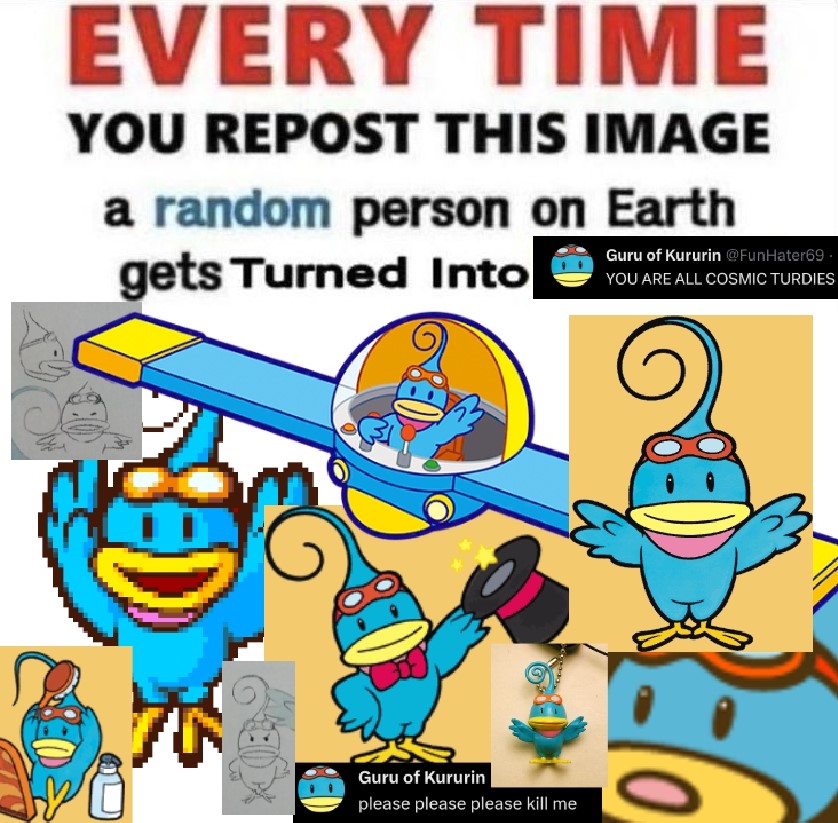 EVERY TIME
YOU REPOST THIS IMAGE
a random person on Earth
gets Turned Into
Guru of Kururin @FunHater69 ·
YOU ARE ALL COSMIC TURDIES
Guru of Kururin
please please please kill me